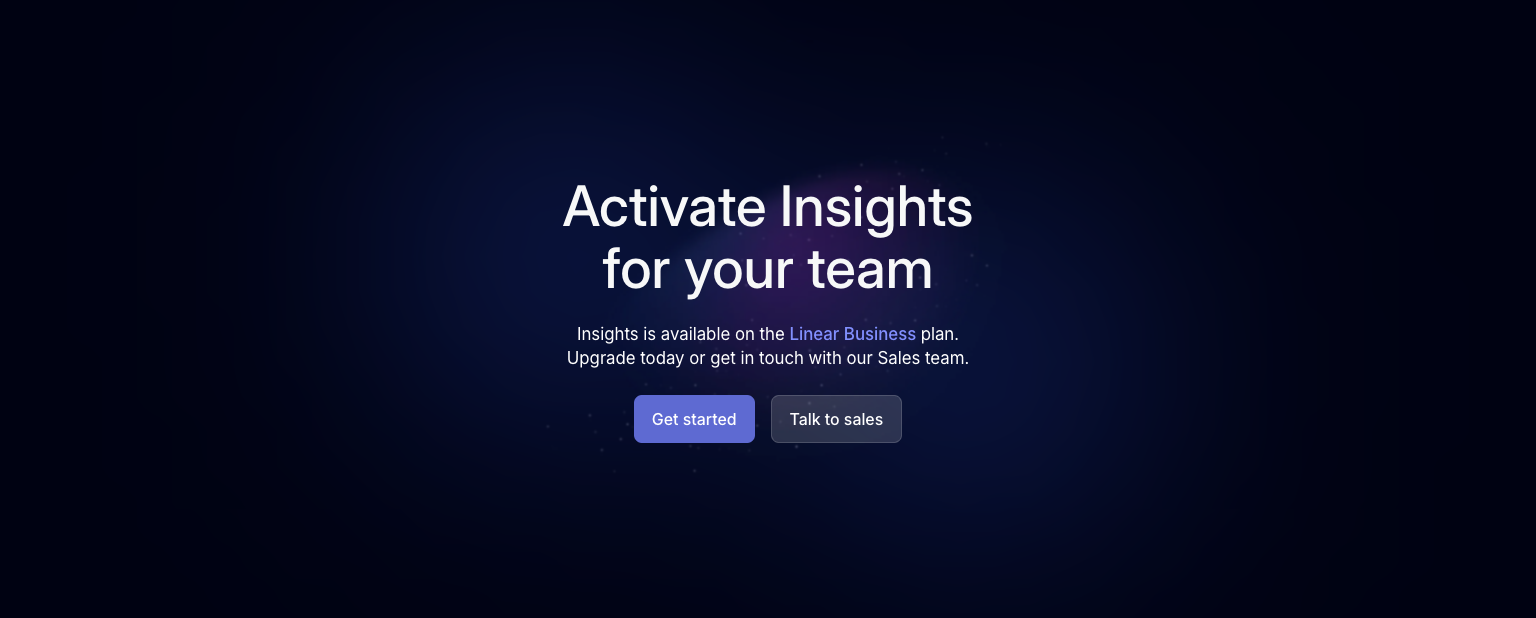 Activate Insights
for your team
Insights is available on the Linear Business plan.
Upgrade today or get in touch with our Sales team.
Get started
Talk to sales